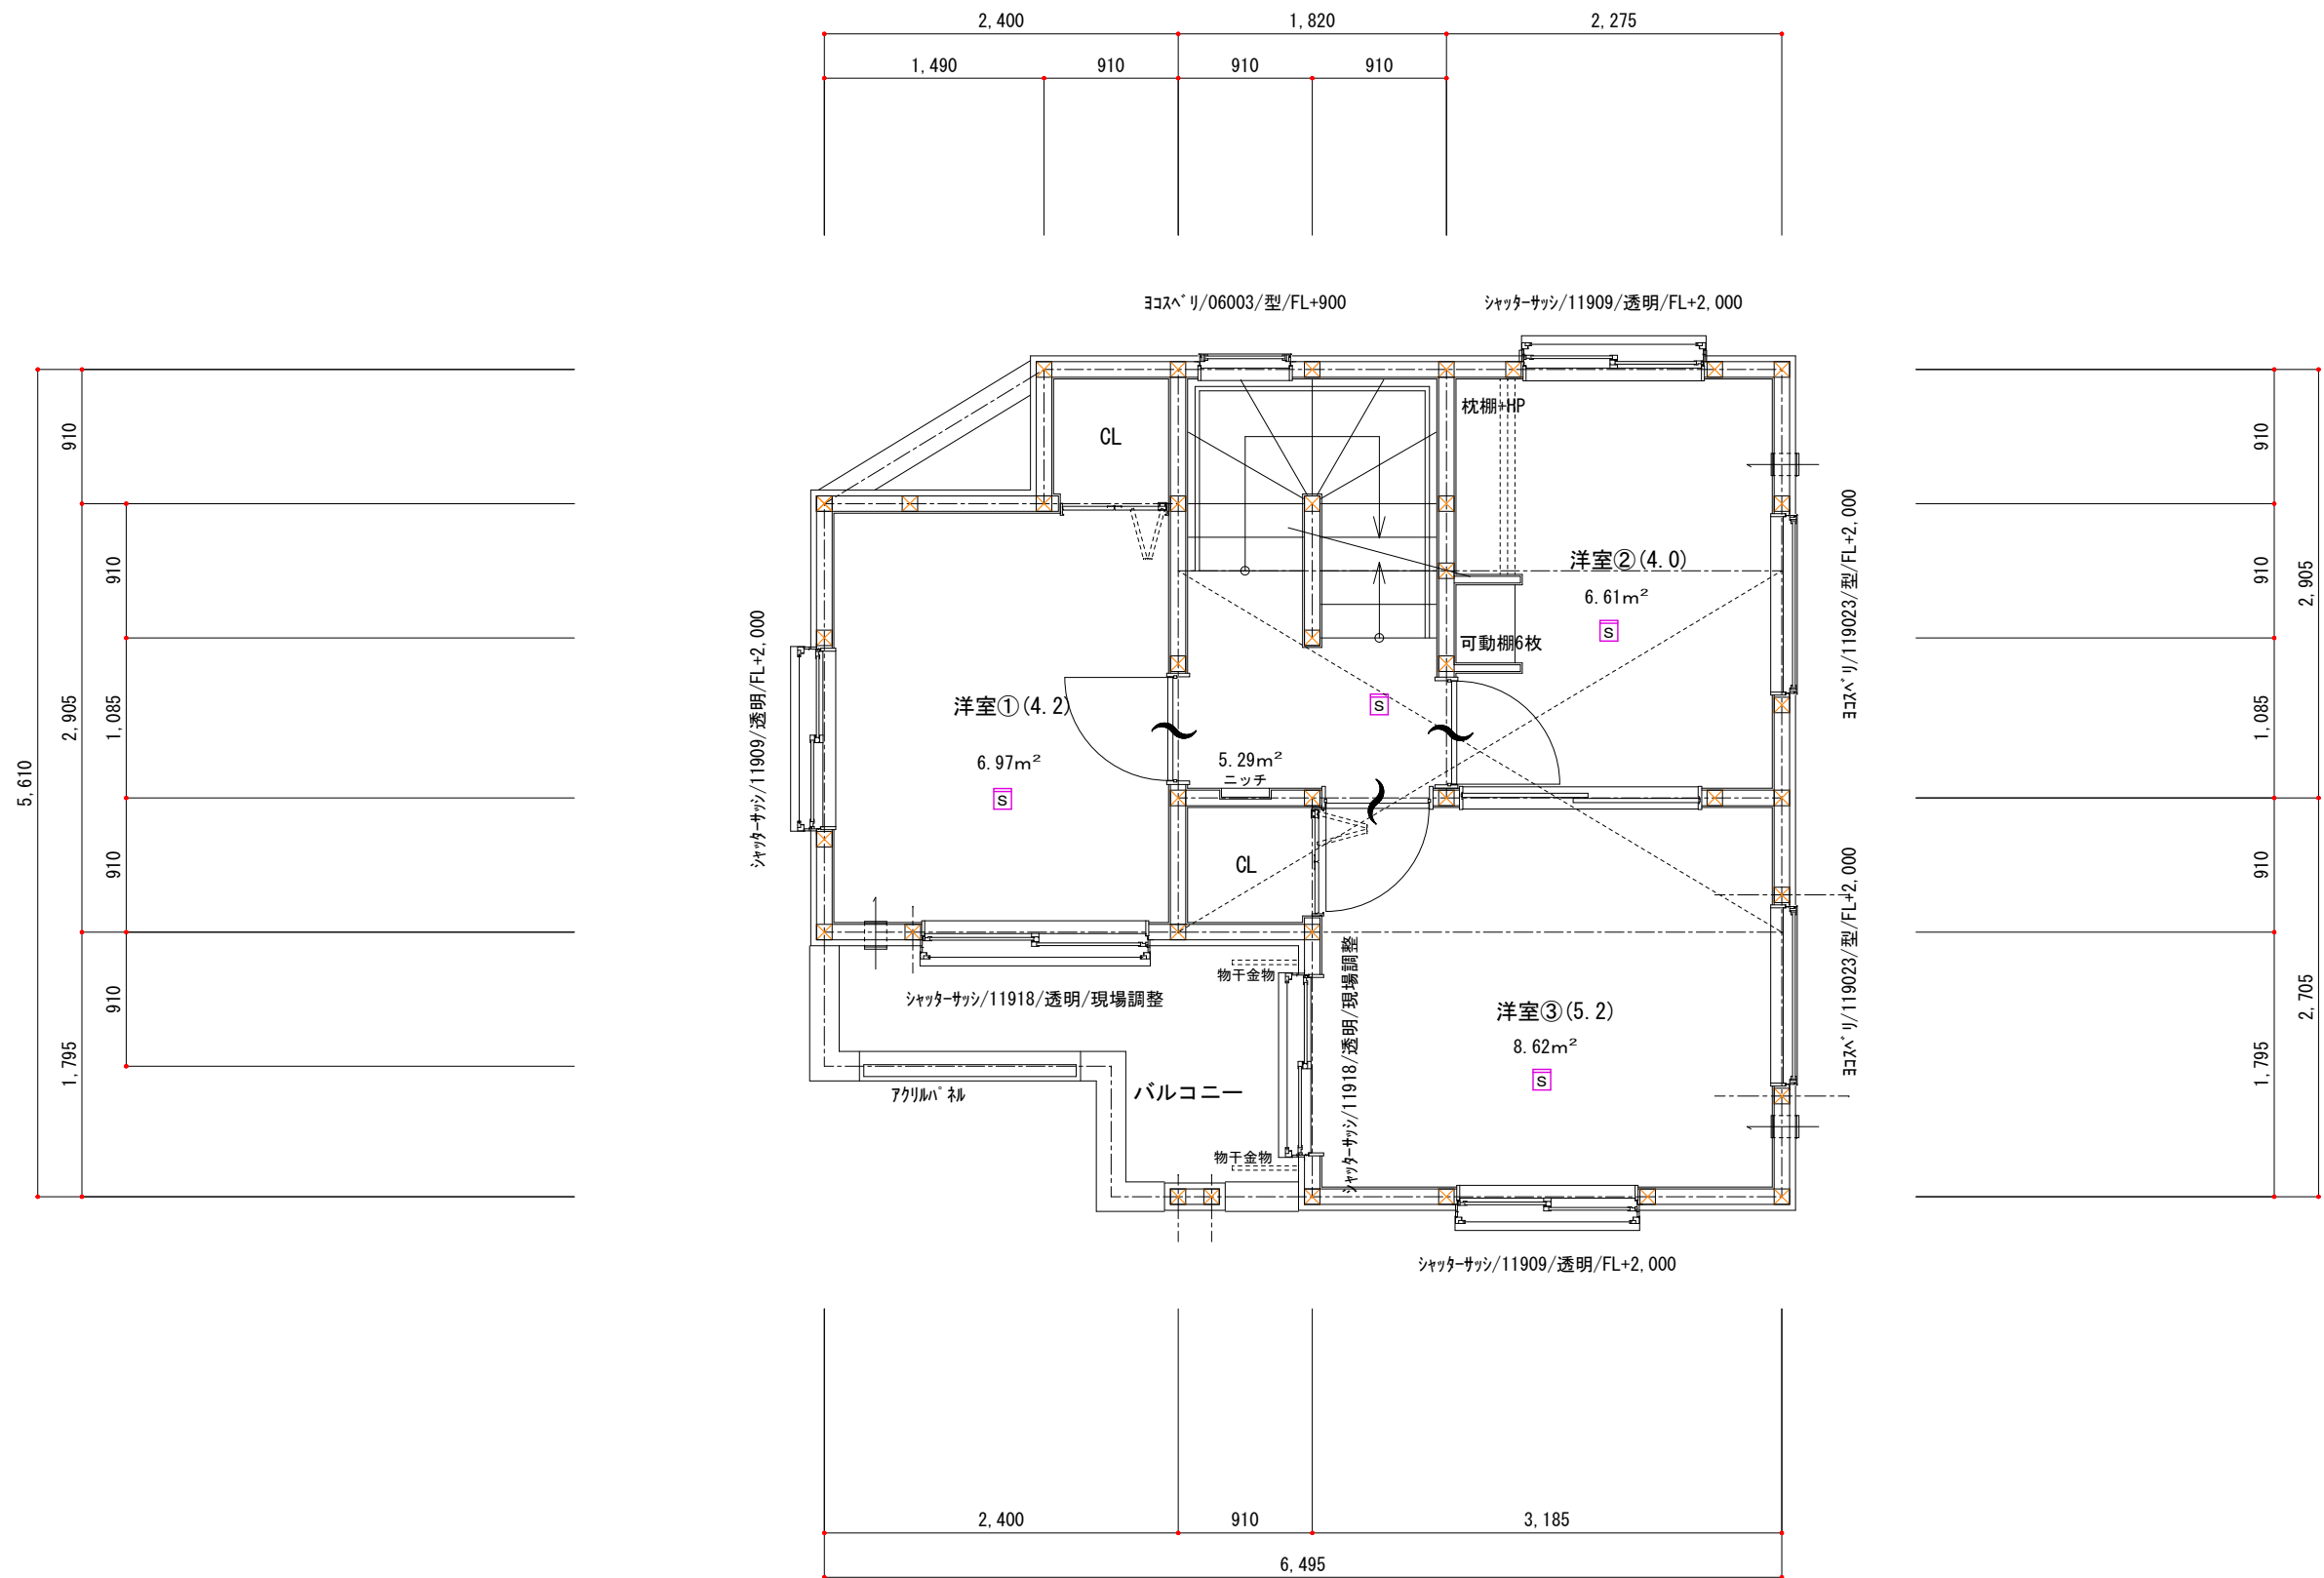 2,400
1,820
2,275
1,490
910
910
910
ﾖｺｽﾍﾞﾘ/06003/型/FL+900
ｼｬｯﾀｰｻｯｼ/11909/透明/FL+2,000
5,610
910
2,905
1,795
910
1,085
910
910
CL
枕棚+HP
洋室②(4.0)
6.61m²
S
可動棚6枚
洋室①(4.2)
6.97m²
S
S
5.29m²
ニッチ
CL
ｼｬｯﾀｰｻｯｼ/11909/透明/FL+2,000
ﾖｺｽﾍﾞﾘ/119023/型/FL+2,000
ﾖｺｽﾍﾞﾘ/119023/型/FL+2,000
物干金物
ｼｬｯﾀｰｻｯｼ/11918/透明/現場調整
ｼｬｯﾀｰｻｯｼ/11918/透明/現場調整
洋室③(5.2)
8.62m²
S
ｱｸﾘﾙﾊﾟﾈﾙ
バルコニー
物干金物
ｼｬｯﾀｰｻｯｼ/11909/透明/FL+2,000
910
910
1,085
910
1,795
2,905
2,705
2,400
910
3,185
6,495